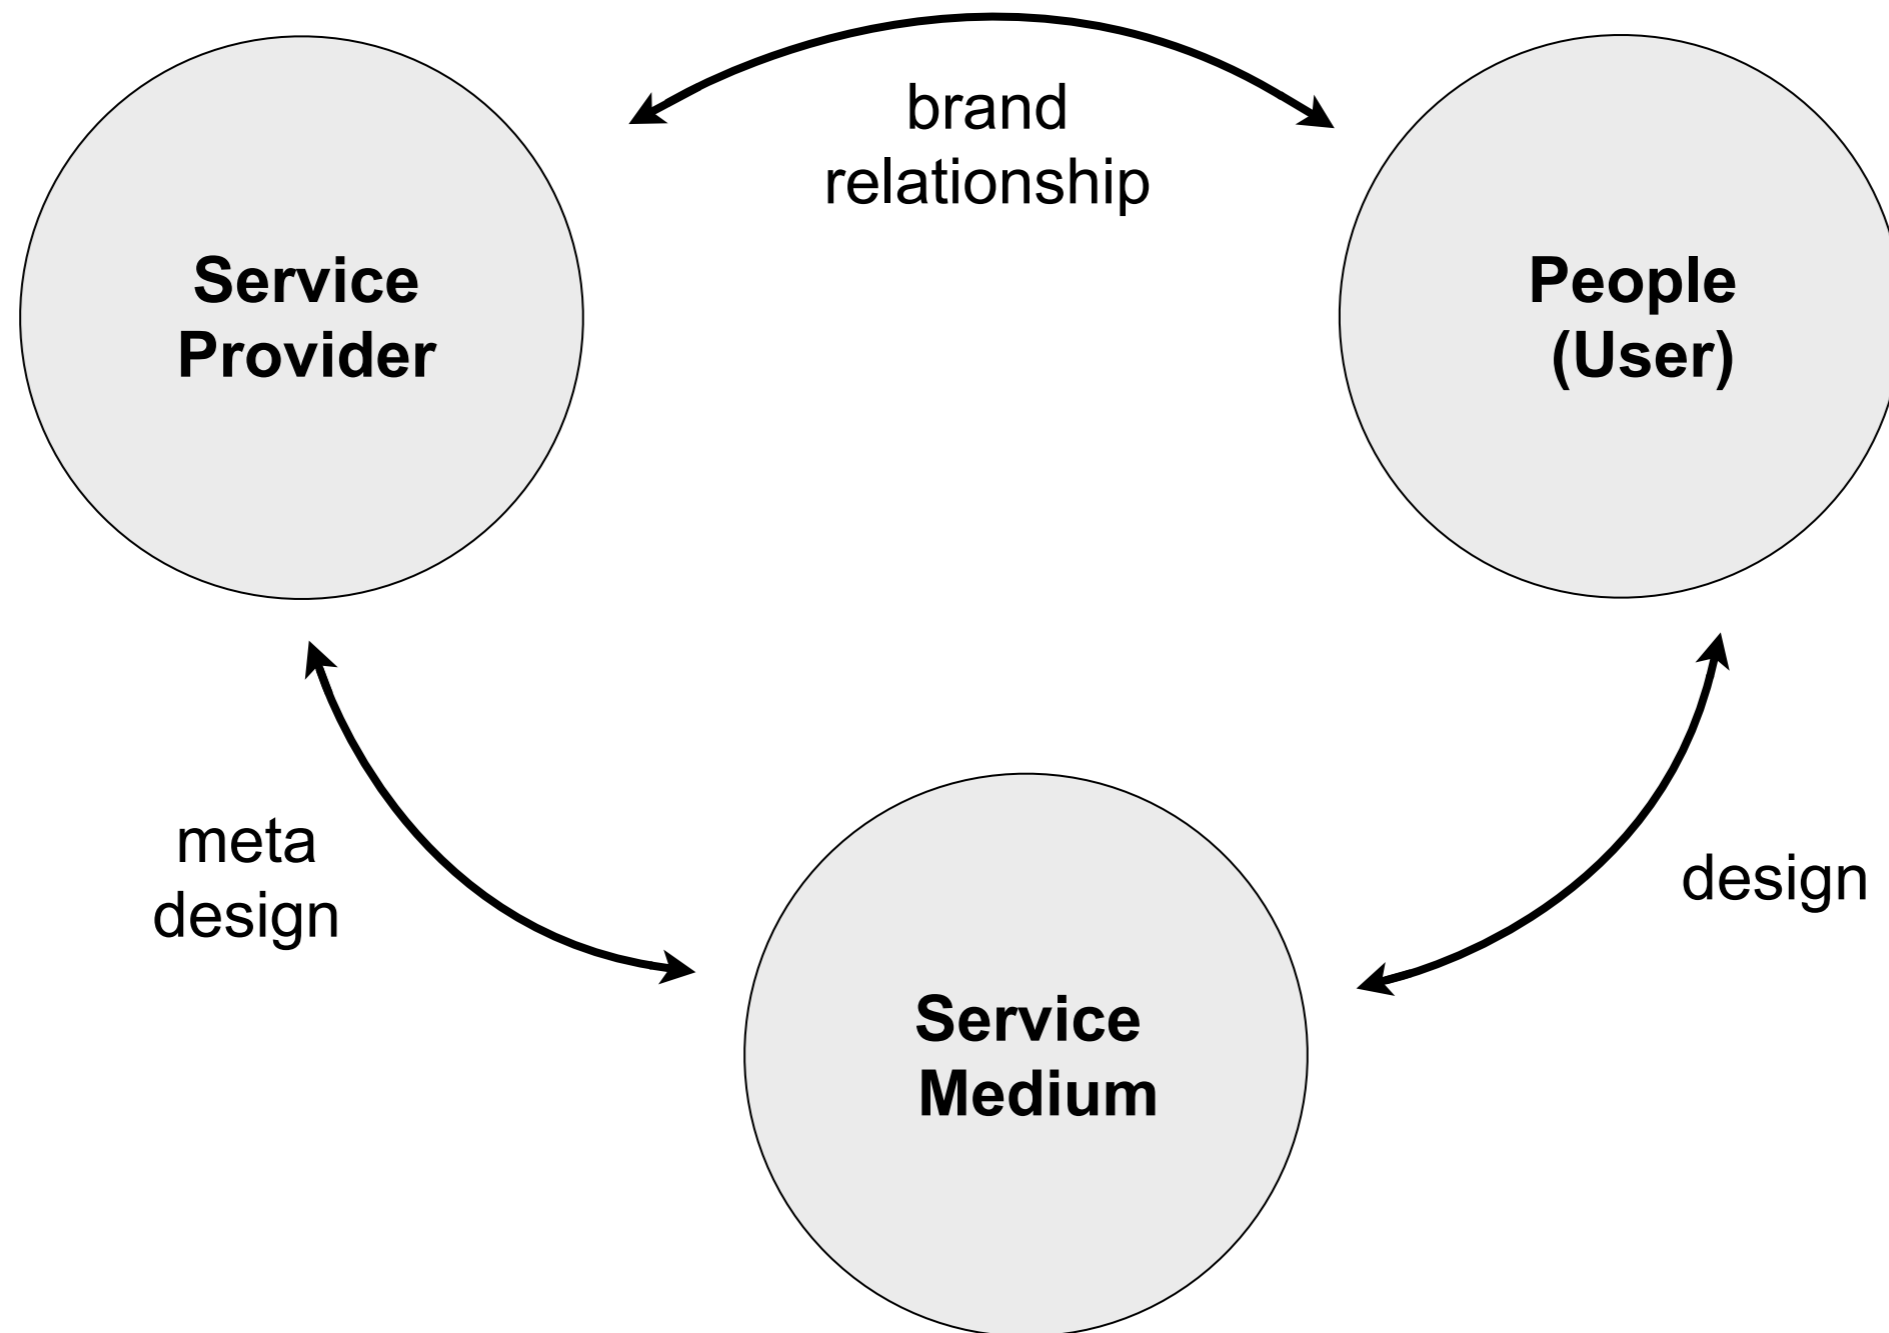 brand
relationship
Service
Provider
People
(User)
meta
design
design
Service
Medium